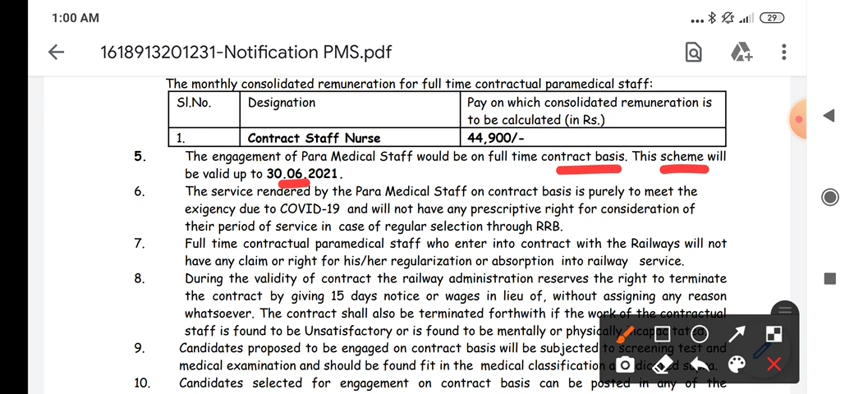 1:00 AM
29
1618913201231-Notification PMS.pdf
The monthly consolidated remuneration for full time contractual paramedical staff:
Sl.No. Designation Pay on which consolidated remuneration is
to be calculated (in Rs.)
1. Contract Staff Nurse 44,900/-
5. The engagement of Para Medical Staff would be on full time contract basis. This scheme will
be valid up to 30.06.2021.
6. The service rendered by the Para Medical Staff on contract basis is purely to meet the
exigency due to COVID-19 and will not have any prescriptive right for consideration of
their period of service in case of regular selection through RRB.
7. Full time contractual paramedical staff who enter into contract with the Railways will not
have any claim or right for his/her regularization or absorption into railway service.
8. During the validity of contract the railway administration reserves the right to terminate
the contract by giving 15 days notice or wages in lieu of, without assigning any reason
whatsoever. The contract shall also be terminated forthwith if the work of the contractual
staff is found to be Unsatisfactory or is found to be mentally or physically incapacitated.
9. Candidates proposed to be engaged on contract basis will be subjected to screening test and
medical examination and should be found fit in the medical classification
10. Candidates selected for engagement on contract basis can be posted in any of the